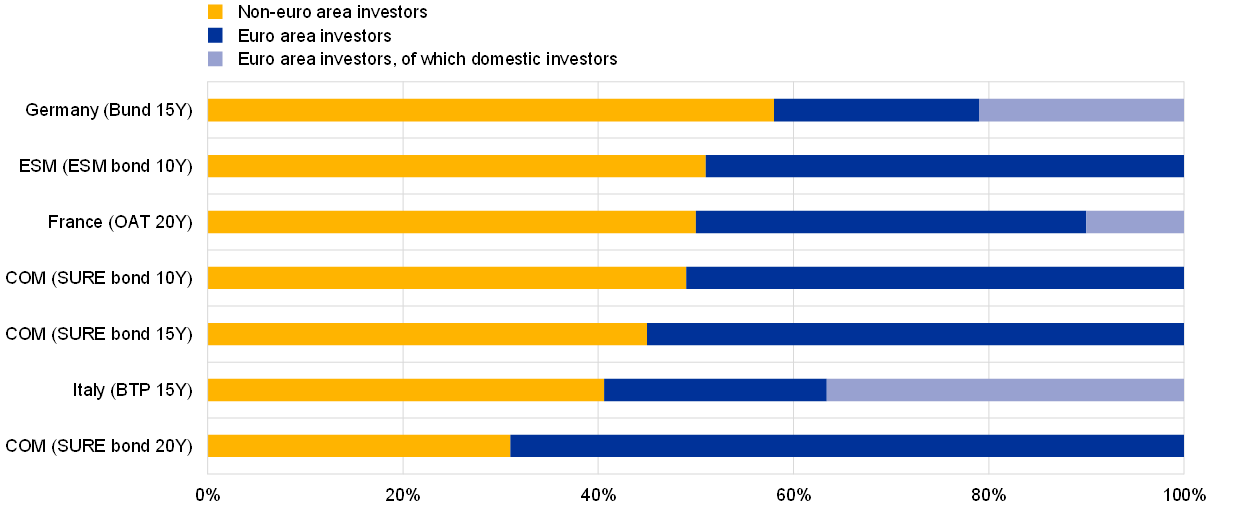 Non-euro area investors
Euro area investors
Euro area investors, of which domestic investors
Germany (Bund 15Y)
ESM (ESM bond 10Y)
France (OAT 20Y)
COM (SURE bond 10Y)
COM (SURE bond 15Y)
Italy (BTP 15Y)
COM (SURE bond 20Y)
0% 20% 40% 60% 80% 100%